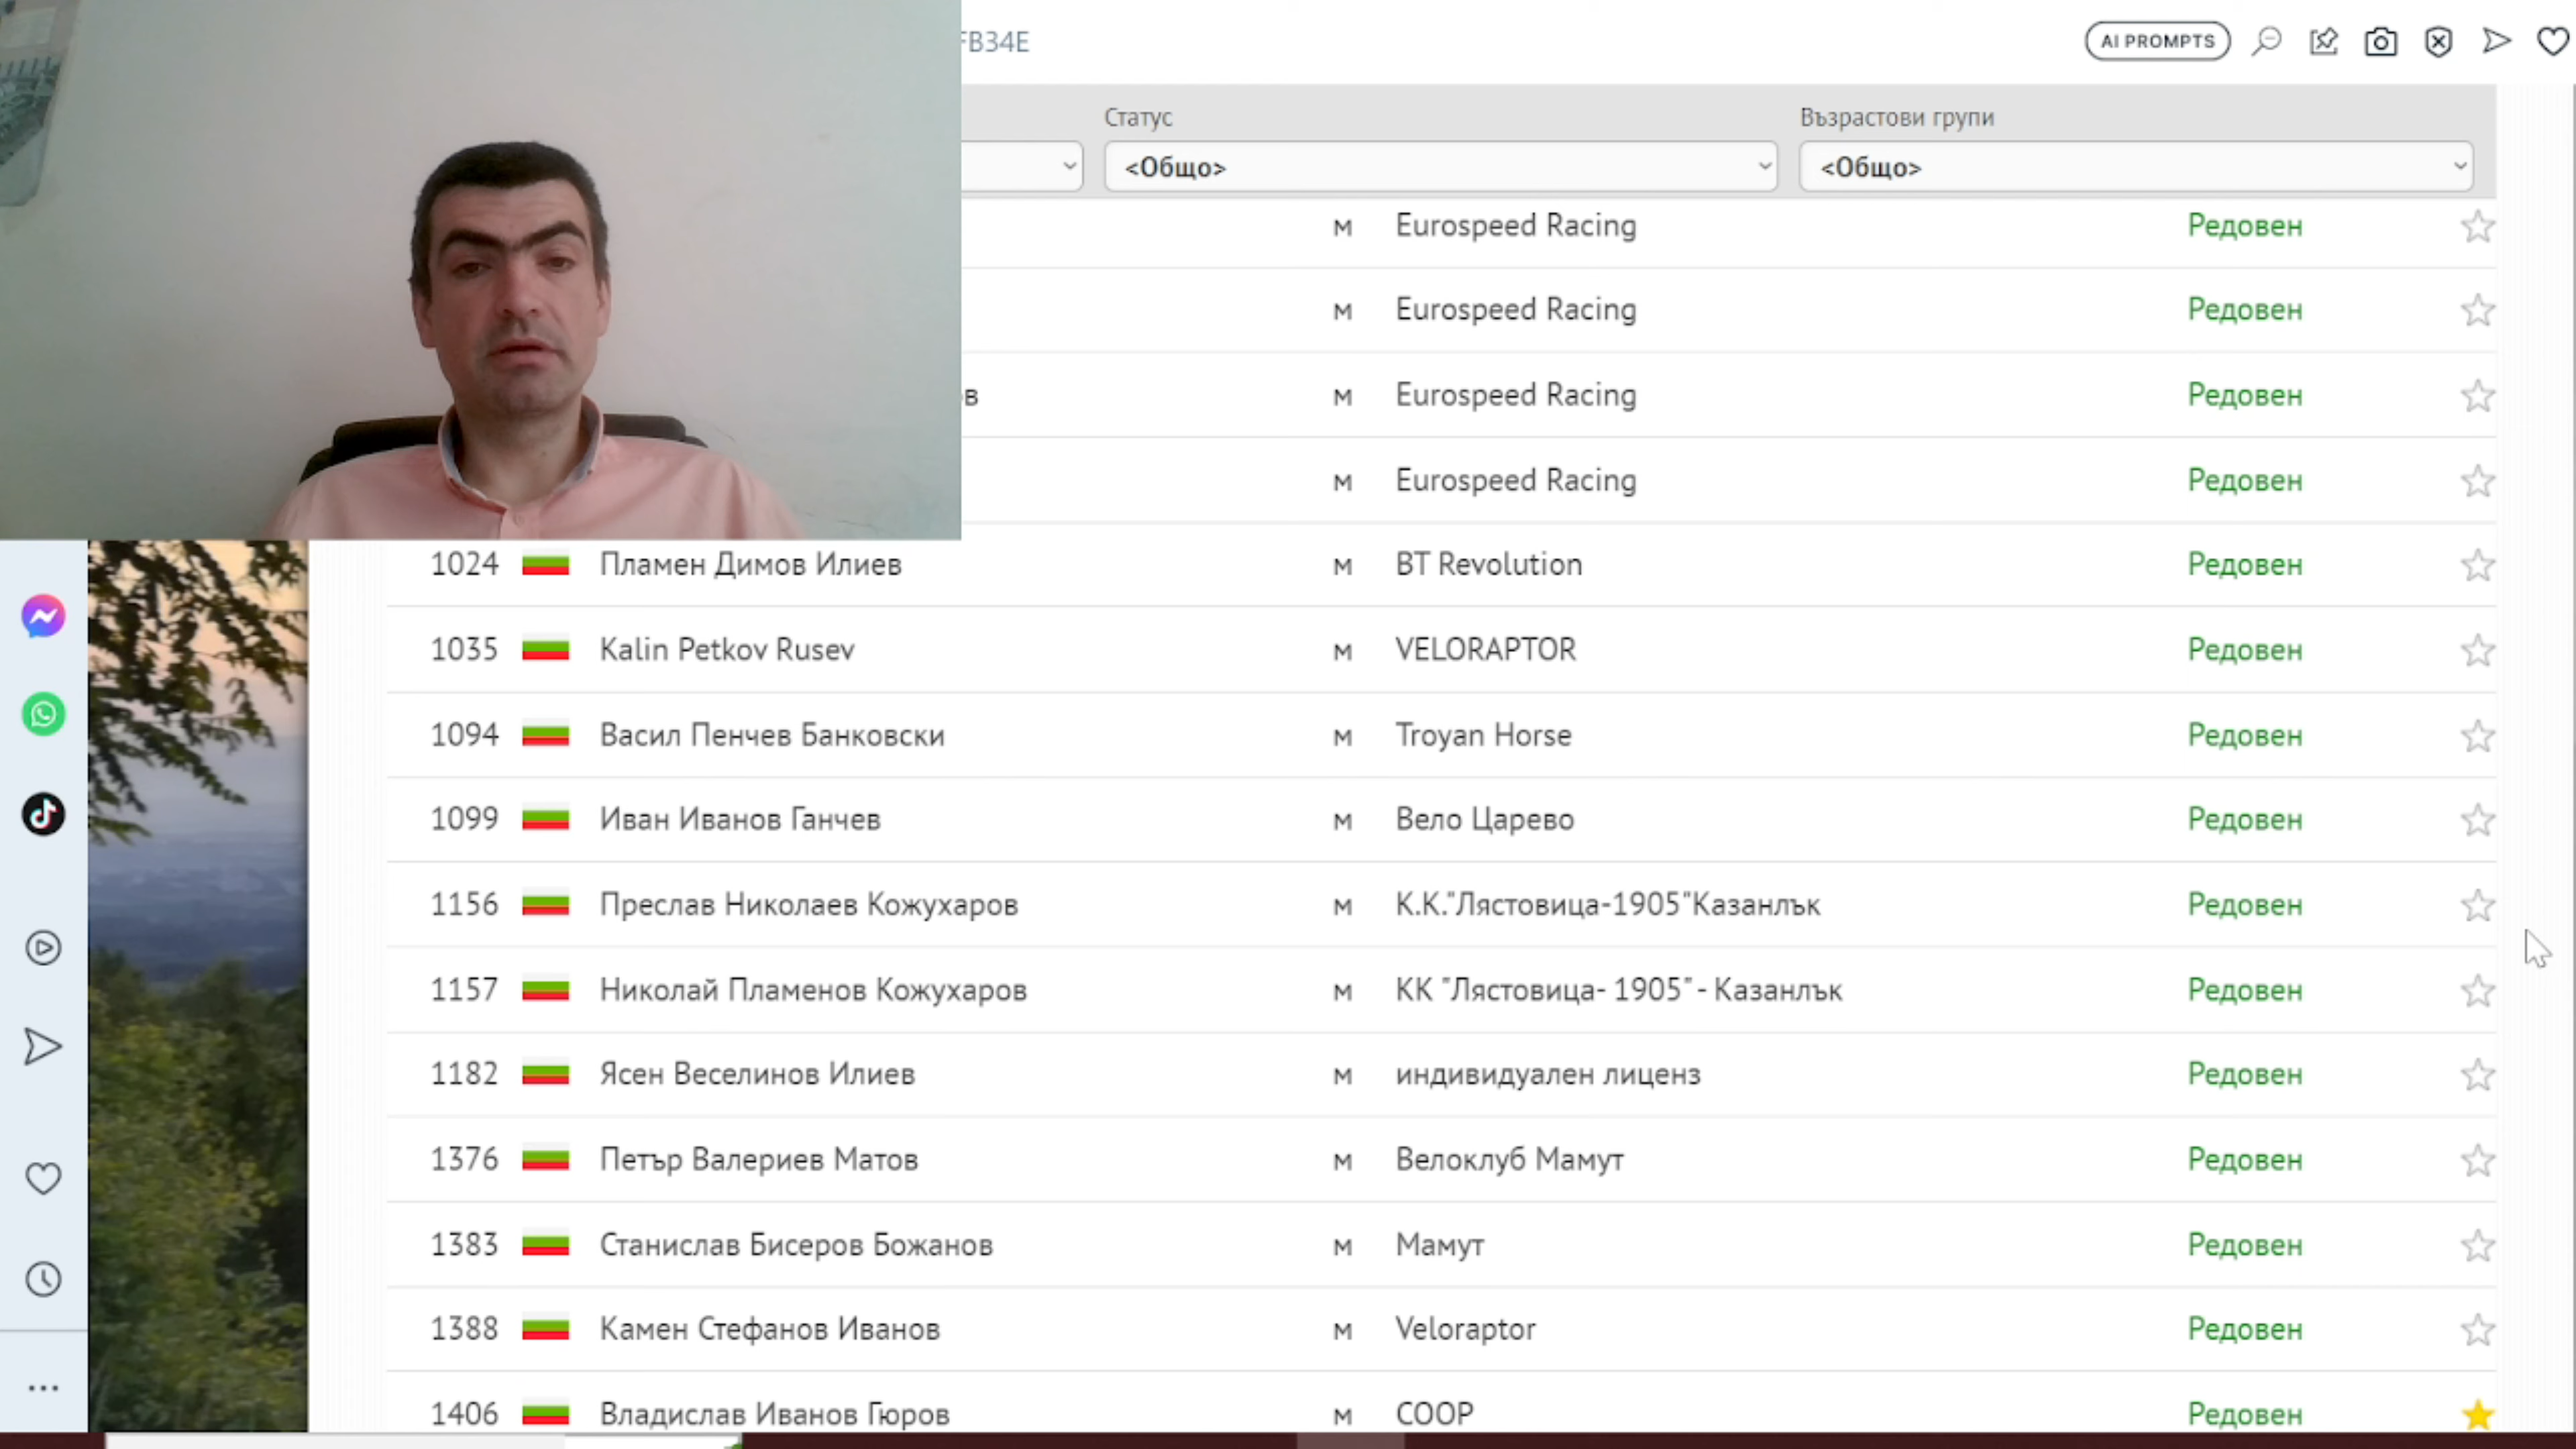 FB34E
AI PROMPTS
Статус
Възрастови групи
<Общо>
<Общо>
м Eurospeed Racing Редовен
м Eurospeed Racing Редовен
в м Eurospeed Racing Редовен
м Eurospeed Racing Редовен
1024 Пламен Димов Илиев м BT Revolution Редовен
1035 Kalin Petkov Rusev м VELORAPTOR Редовен
1094 Васил Пенчев Банковски м Troyan Horse Редовен
1099 Иван Иванов Ганчев м Вело Царево Редовен
1156 Преслав Николаев Кожухаров м К.К."Лястовица-1905"Казанлък Редовен
1157 Николай Пламенов Кожухаров м КК "Лястовица- 1905" - Казанлък Редовен
1182 Ясен Веселинов Илиев м индивидуален лиценз Редовен
1376 Петър Валериев Матов м Велоклуб Мамут Редовен
1383 Станислав Бисеров Божанов м Мамут Редовен
1388 Камен Стефанов Иванов м Veloraptor Редовен
1406 Владислав Иванов Гюров м COOP Редовен